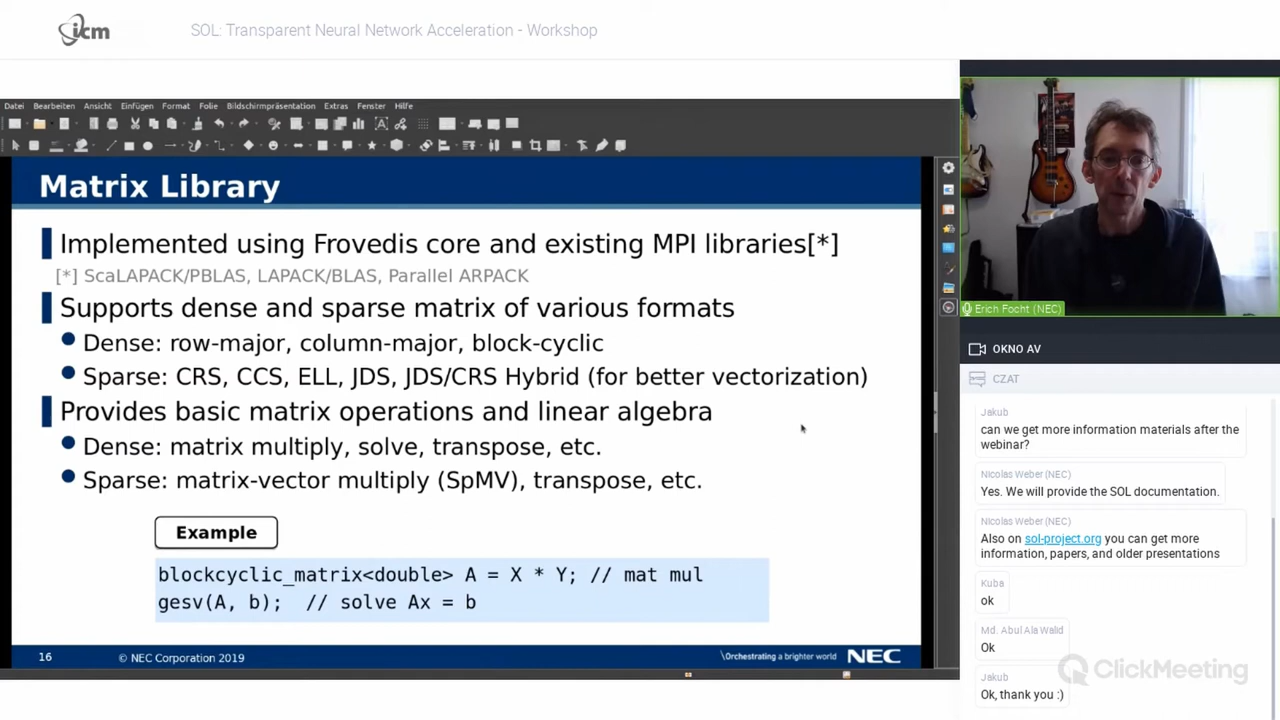 icm
SOL: Transparent Neural Network Acceleration - Workshop
Datei Bearbeiten Ansicht Einfügen Format Folie Bildschirmpräsentation Extras Fenster Hilfe
Matrix Library
Implemented using Frovedis core and existing MPI libraries[*]
[*] ScaLAPACK/PBLAS, LAPACK/BLAS, Parallel ARPACK
Supports dense and sparse matrix of various formats
Dense: row-major, column-major, block-cyclic
Sparse: CRS, CCS, ELL, JDS, JDS/CRS Hybrid (for better vectorization)
Provides basic matrix operations and linear algebra
Dense: matrix multiply, solve, transpose, etc.
Sparse: matrix-vector multiply (SpMV), transpose, etc.
Example
blockcyclic_matrix<double> A = X * Y; // mat mul
gesv(A, b);  // solve Ax = b
16
© NEC Corporation 2019
\Orchestrating a brighter world
NEC
Erich Focht (NEC)
OKNO AV
CZAT
Jakub
can we get more information materials after the
webinar?
Nicolas Weber (NEC)
Yes. We will provide the SOL documentation.
Nicolas Weber (NEC)
Also on sol-project.org you can get more
information, papers, and older presentations
Kuba
ok
Md. Abul Ala Walid
Ok
Jakub
Ok, thank you :)
ClickMeeting